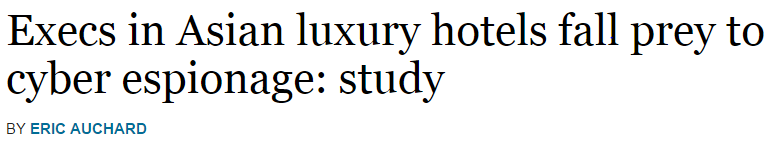 Execs in Asian luxury hotels fall prey to
cyber espionage: study
BY ERIC AUCHARD